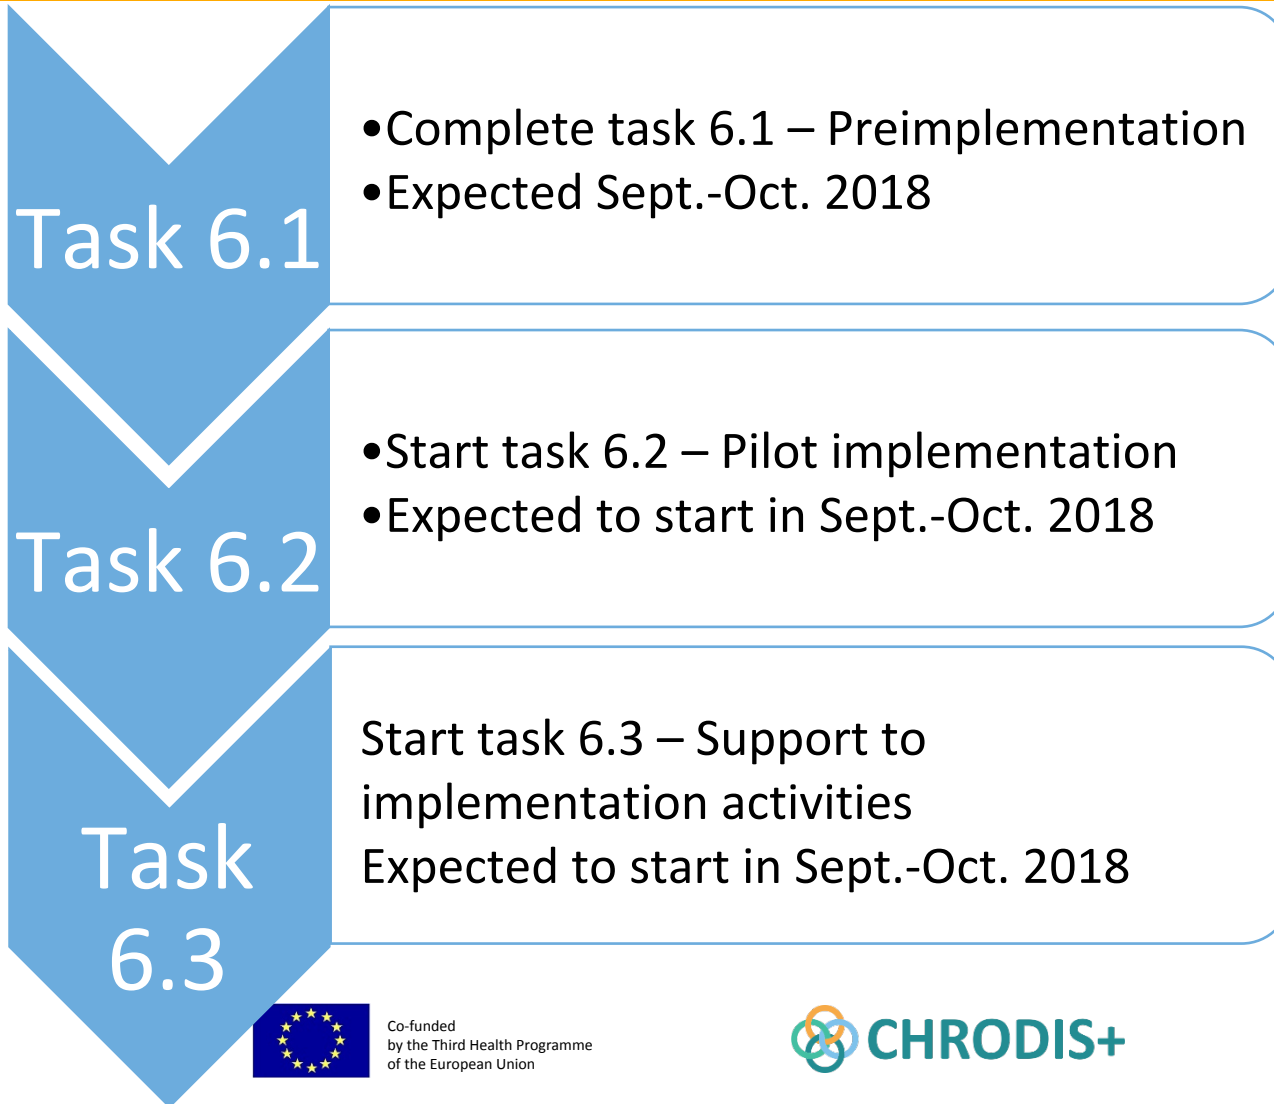 Task 6.1
•Complete task 6.1 – Preimplementation
•Expected Sept.-Oct. 2018
Task 6.2
•Start task 6.2 – Pilot implementation
•Expected to start in Sept.-Oct. 2018
Task
6.3
Start task 6.3 – Support to
implementation activities
Expected to start in Sept.-Oct. 2018
Co-funded
by the Third Health Programme
of the European Union
CHRODIS+